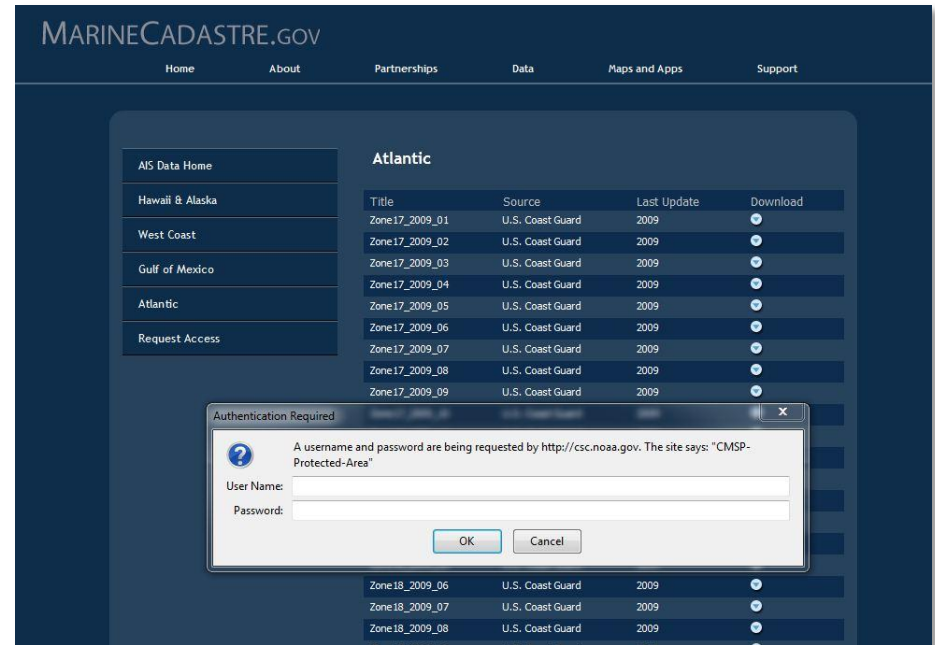 MARINECADASTRE.GOV
Home About Partnerships Data Maps and Apps Support
AIS Data Home
Hawaii & Alaska
West Coast
Gulf of Mexico
Atlantic
Request Access
Atlantic
Title Source Last Update Download
Zone17_2009_01 U.S. Coast Guard 2009
Zone17_2009_02 U.S. Coast Guard 2009
Zone17_2009_03 U.S. Coast Guard 2009
Zone17_2009_04 U.S. Coast Guard 2009
Zone17_2009_05 U.S. Coast Guard 2009
Zone17_2009_06 U.S. Coast Guard 2009
Zone17_2009_07 U.S. Coast Guard 2009
Zone17_2009_08 U.S. Coast Guard 2009
Zone17_2009_09 U.S. Coast Guard 2009
Authentication Required
A username and password are being requested by http://csc.noaa.gov. The site says: "CMSP-
Protected-Area"
User Name:
Password:
OK Cancel
Zone18_2009_06 U.S. Coast Guard 2009
Zone18_2009_07 U.S. Coast Guard 2009
Zone18_2009_08 U.S. Coast Guard 2009